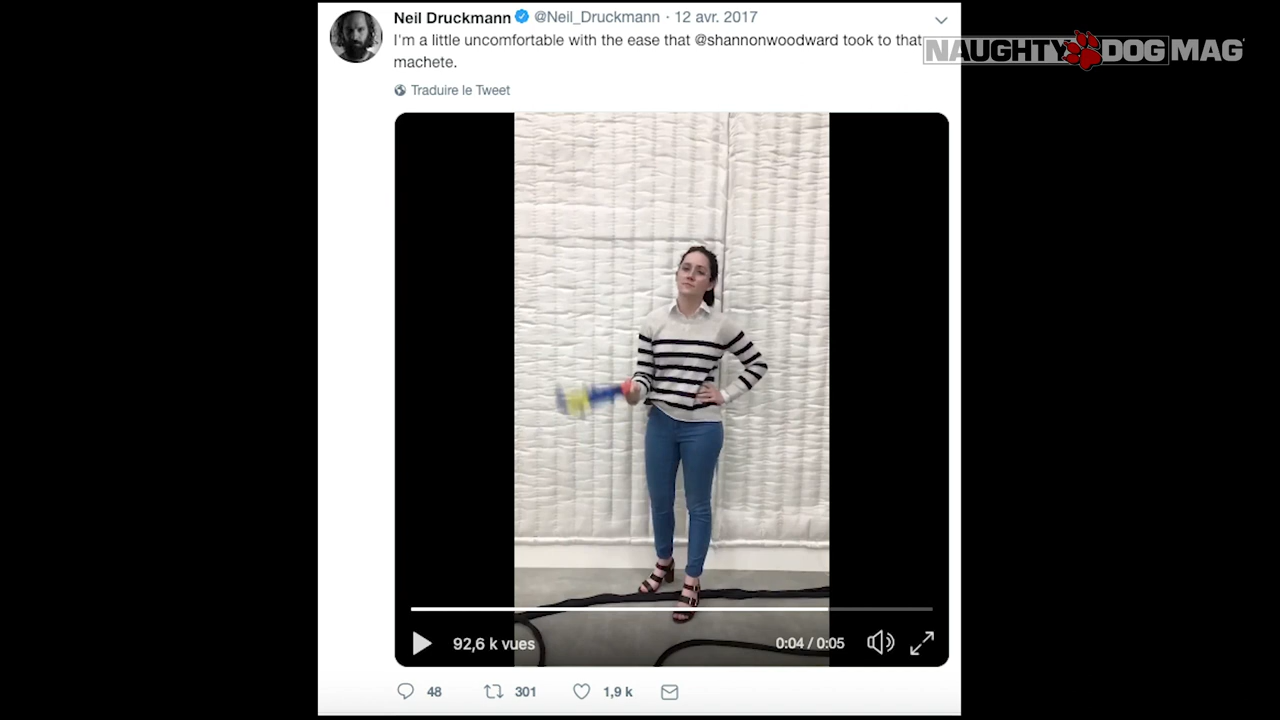 Neil Druckmann @Neil_Druckmann · 12 avr. 2017
I'm a little uncomfortable with the ease that @shannonwoodward took to that
machete.
Traduire le Tweet
NAUGHTY DOG MAG
92,6 k vues
0:04 / 0:05
48 301 1,9 k